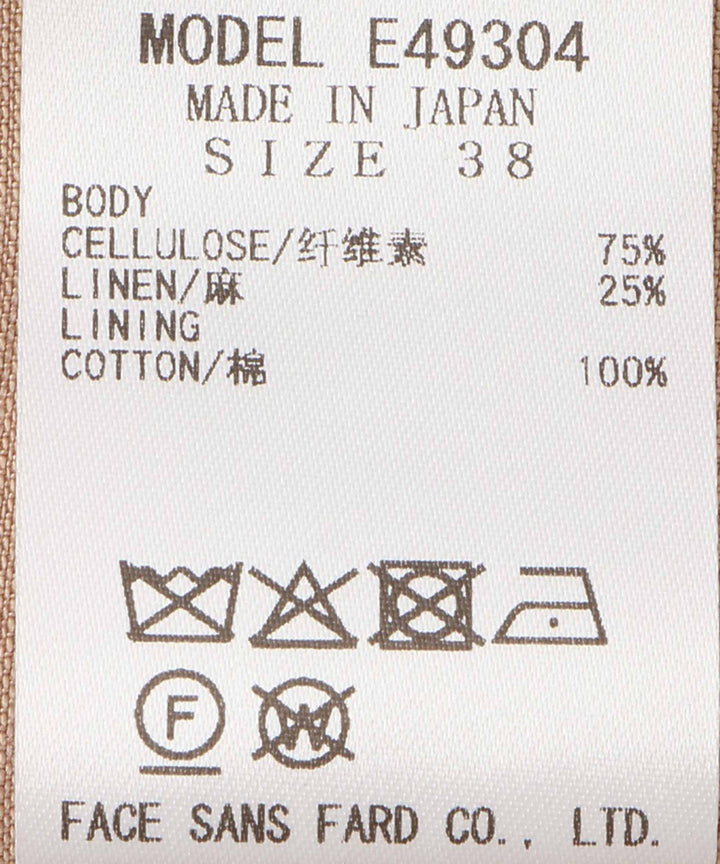 MODEL E49304
MADE IN JAPAN
SIZE 38
BODY
CELLULOSE/纤维素 75%
LINEN/麻 25%
LINING
COTTON/棉 100%
F W
FACE SANS FARD CO., LTD.